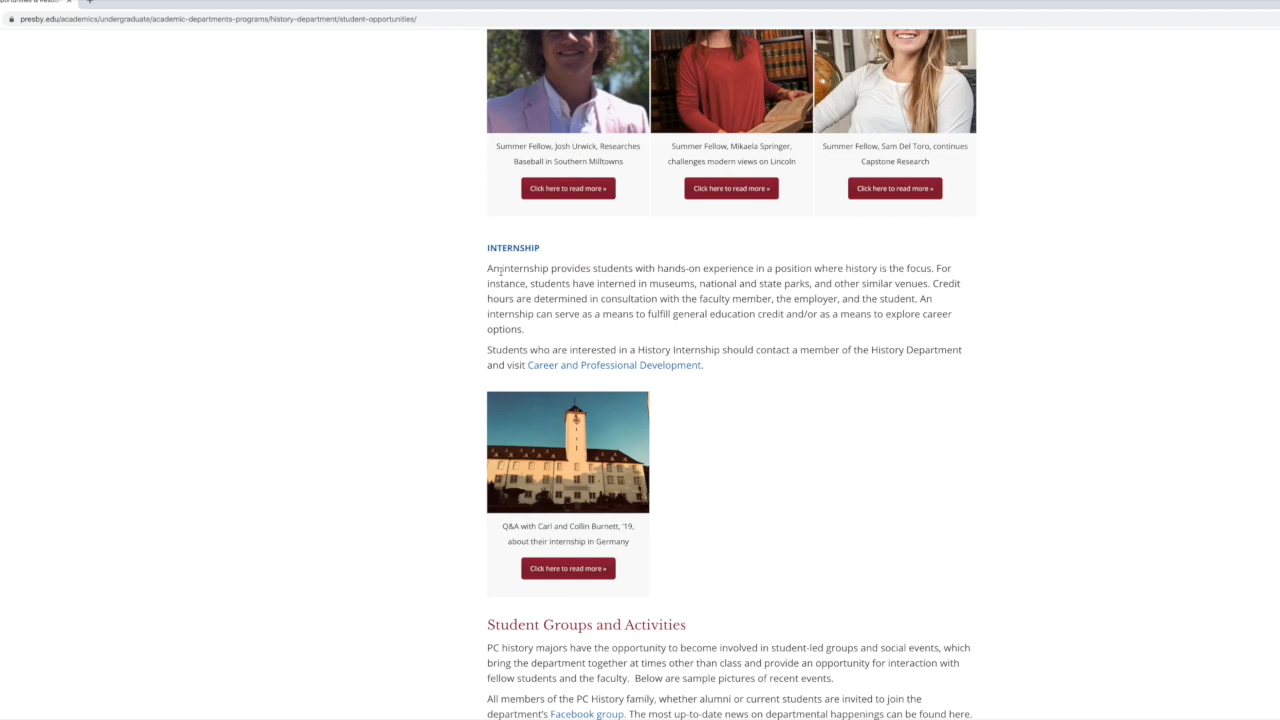 presby.edu/academics/undergraduate/academic-departments-programs/history-department/student-opportunities/
Summer Fellow, Josh Urwick, Researches
Baseball in Southern Milltowns
Click here to read more »
Summer Fellow, Mikaela Springer,
challenges modern views on Lincoln
Click here to read more »
Summer Fellow, Sam Del Toro, continues
Capstone Research
Click here to read more »
INTERNSHIP
An internship provides students with hands-on experience in a position where history is the focus. For
instance, students have interned in museums, national and state parks, and other similar venues. Credit
hours are determined in consultation with the faculty member, the employer, and the student. An
internship can serve as a means to fulfill general education credit and/or as a means to explore career
options.
Students who are interested in a History Internship should contact a member of the History Department
and visit Career and Professional Development.
Q&A with Carl and Collin Burnett, '19,
about their internship in Germany
Click here to read more »
Student Groups and Activities
PC history majors have the opportunity to become involved in student-led groups and social events, which
bring the department together at times other than class and provide an opportunity for interaction with
fellow students and the faculty. Below are sample pictures of recent events.
All members of the PC History family, whether alumni or current students are invited to join the
department's Facebook group. The most up-to-date news on departmental happenings can be found here.